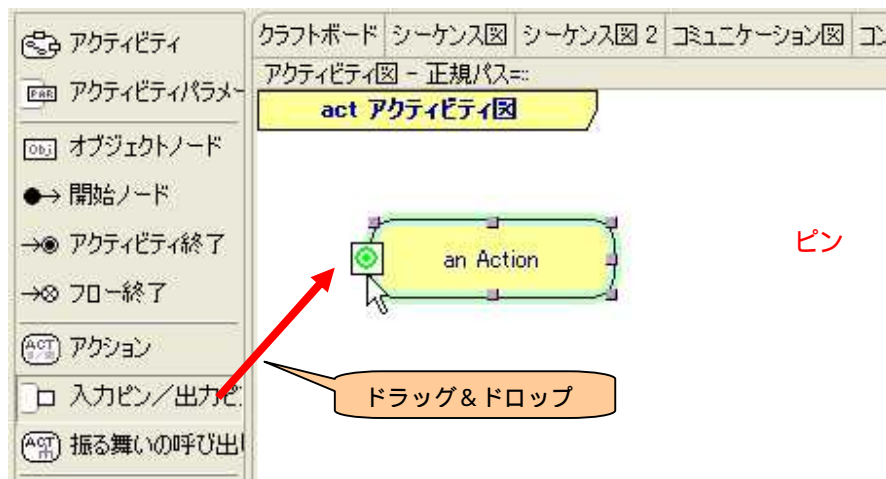 アクティビティ
アクティビティパラメー
オブジェクトノード
開始ノード
アクティビティ終了
フロー終了
アクション
入力ピン／出力ピ
振る舞いの呼び出し
クラフトボード シーケンス図 シーケンス図 2 コミュニケーション図 コン
アクティビティ図 - 正規パス=::
act アクティビティ図
an Action
ピン
ドラッグ＆ドロップ
PAR
Obj
ACT
ACT